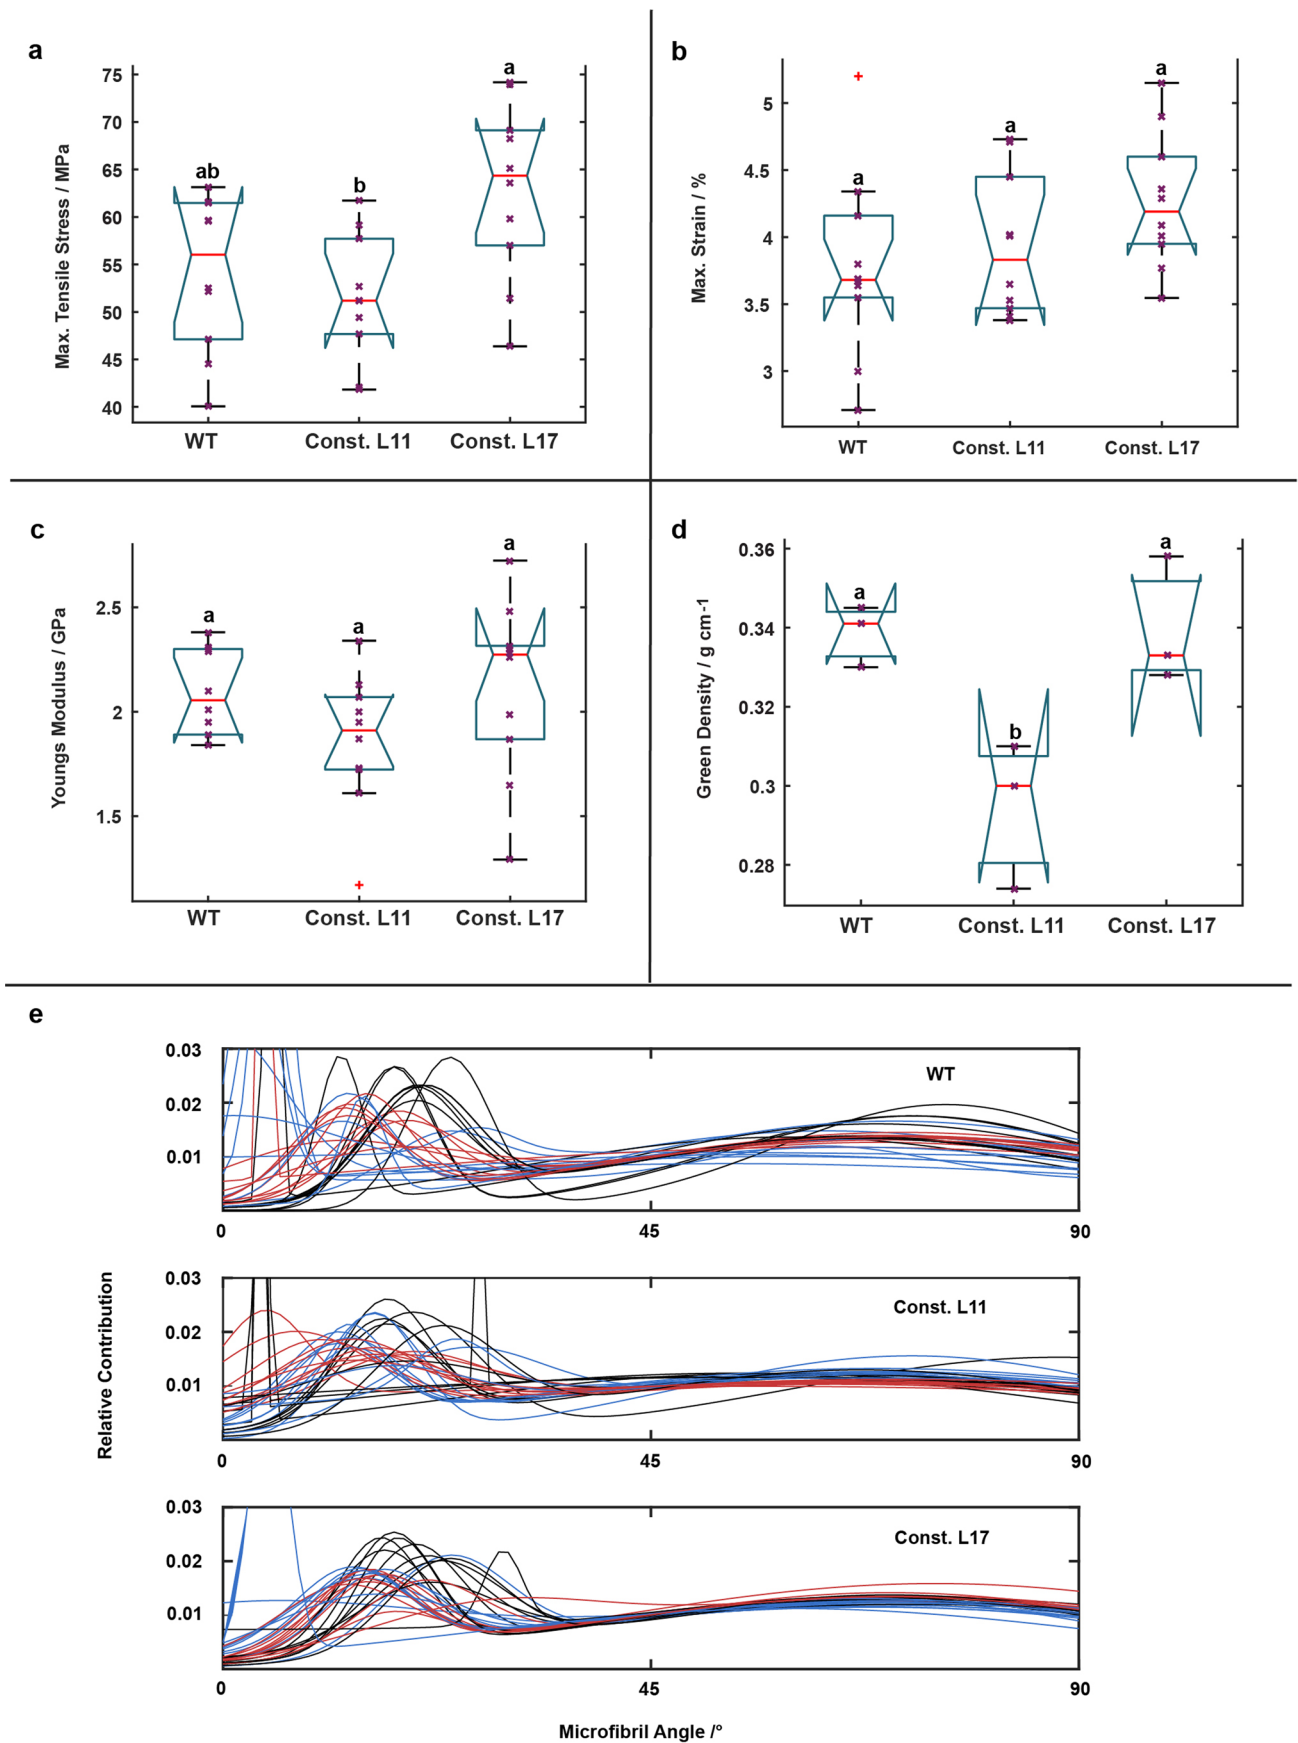 a
Max. Tensile Stress / MPa
75
70
65
60
55
50
45
40
ab
b
a
WT
Const. L11
Const. L17
b
Max. Strain / %
5
4.5
4
3.5
3
a
a
a
WT
Const. L11
Const. L17
c
Youngs Modulus / GPa
2.5
2
1.5
a
a
a
WT
Const. L11
Const. L17
d
Green Density / g cm-1
0.36
0.34
0.32
0.3
0.28
a
b
a
WT
Const. L11
Const. L17
e
Relative Contribution
0.03
0.02
0.01
WT
0
45
90
0.03
0.02
0.01
Const. L11
0
45
90
0.03
0.02
0.01
Const. L17
0
45
90
Microfibril Angle /°